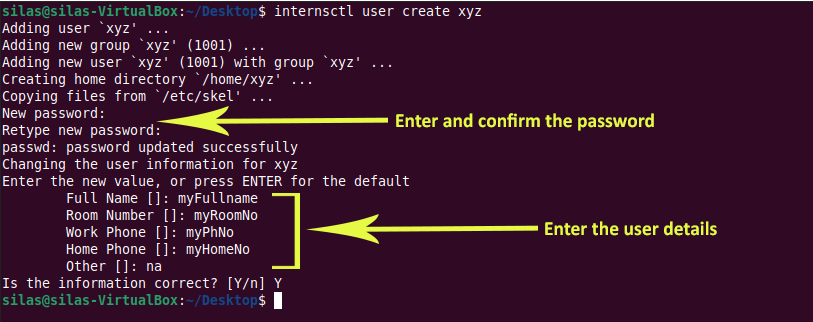 silas@silas-VirtualBox:~/Desktop$ internsctl user create xyz
Adding user `xyz' ...
Adding new group `xyz' (1001) ...
Adding new user `xyz' (1001) with group `xyz' ...
Creating home directory `/home/xyz' ...
Copying files from `/etc/skel' ...
New password:
Enter and confirm the password
Retype new password:
passwd: password updated successfully
Changing the user information for xyz
Enter the new value, or press ENTER for the default
Full Name []: myFullname
Room Number []: myRoomNo
Work Phone []: myPhNo
Home Phone []: myHomeNo
Other []: na
Enter the user details
Is the information correct? [Y/n] Y
silas@silas-VirtualBox:~/Desktop$